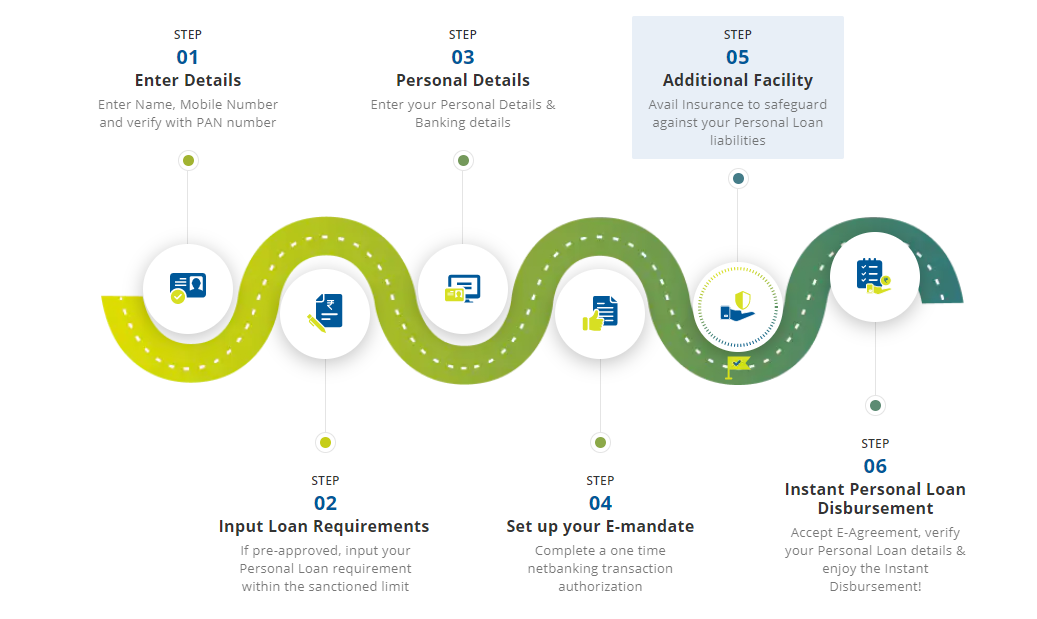 STEP
01
Enter Details
Enter Name, Mobile Number
and verify with PAN number
STEP
02
Input Loan Requirements
If pre-approved, input your
Personal Loan requirement
within the sanctioned limit
STEP
03
Personal Details
Enter your Personal Details &
Banking details
STEP
04
Set up your E-mandate
Complete a one time
netbanking transaction
authorization
STEP
05
Additional Facility
Avail Insurance to safeguard
against your Personal Loan
liabilities
STEP
06
Instant Personal Loan
Disbursement
Accept E-Agreement, verify
your Personal Loan details &
enjoy the Instant
Disbursement!